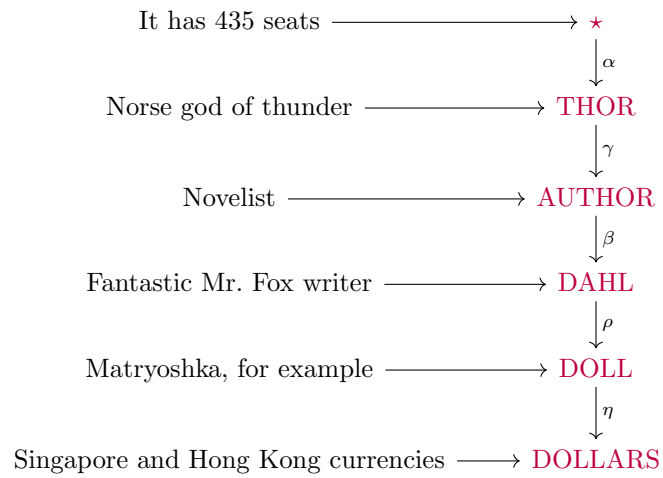 It has 435 seats ⋆
α
Norse god of thunder THOR
γ
Novelist AUTHOR
β
Fantastic Mr. Fox writer DAHL
ρ
Matryoshka, for example DOLL
η
Singapore and Hong Kong currencies DOLLARS